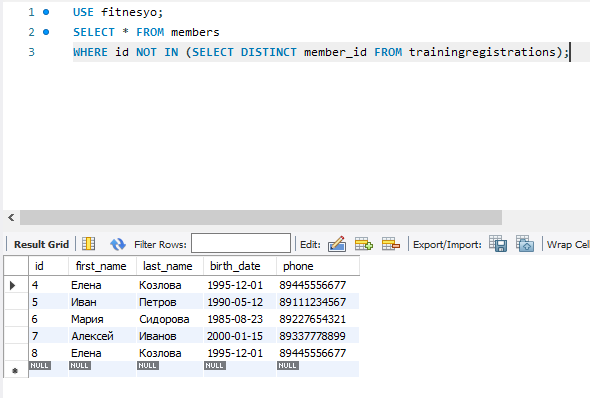 1 USE fitnesyo;
2 SELECT * FROM members
3 WHERE id NOT IN (SELECT DISTINCT member_id FROM trainingregistrations);
Result Grid Filter Rows: Edit: Export/Import: Wrap Cel
id first_name last_name birth_date phone
4 Елена Козлова 1995-12-01 89445556677
5 Иван Петров 1990-05-12 89111234567
6 Мария Сидорова 1985-08-23 89227654321
7 Алексей Иванов 2000-01-15 89337778899
8 Елена Козлова 1995-12-01 89445556677
NULL NULL NULL NULL NULL